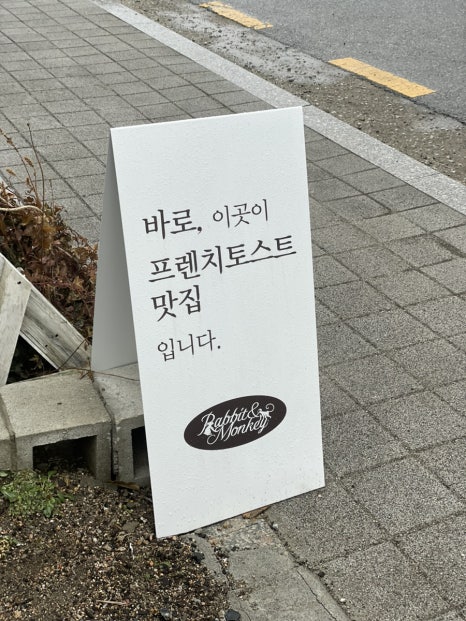 바로, 이곳이
프렌치토스트
맛집
입니다.
Rabbit&
Monkey